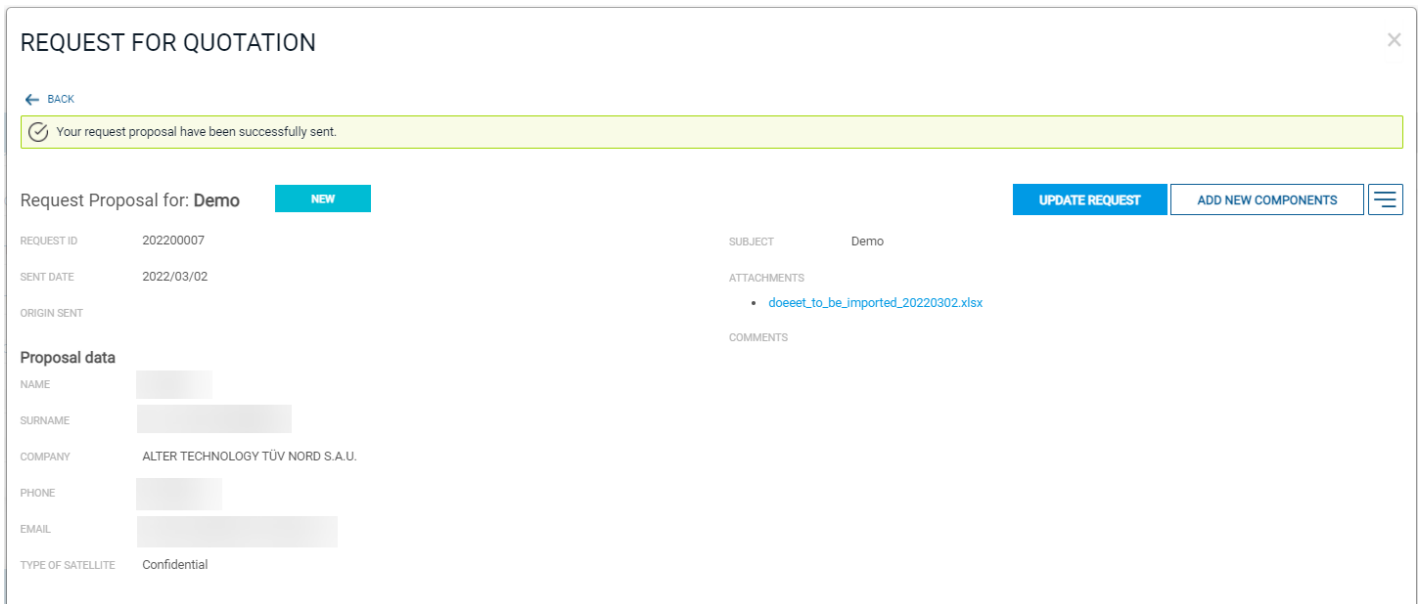 REQUEST FOR QUOTATION
BACK
Your request proposal have been successfully sent.
Request Proposal for: Demo NEW UPDATE REQUEST ADD NEW COMPONENTS
REQUEST ID 202200007
SUBJECT Demo
SENT DATE 2022/03/02
ATTACHMENTS
• doeeet_to_be_imported_20220302.xlsx
ORIGIN SENT
COMMENTS
Proposal data
NAME
SURNAME
COMPANY ALTER TECHNOLOGY TÜV NORD S.A.U.
PHONE
EMAIL
TYPE OF SATELLITE Confidential